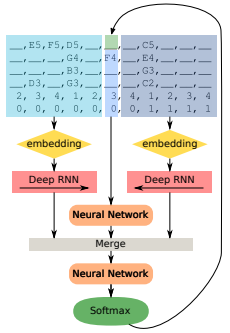 __,E5,F5,D5,__,__,__,C5,__,__,__
__,__,__,G4,__,F4,__,E4,__,__,__
__,__,__,B3,__,__,__,G3,__,__,__
__,D3,__,G3,__,__,__,C2,__,__,__
2, 3, 4, 1, 2, 3, 4, 1, 2, 3, 4
0, 0, 0, 0, 0, 0, 0, 1, 1, 1, 1
embedding embedding
Deep RNN Deep RNN
Neural Network
Merge
Neural Network
Softmax